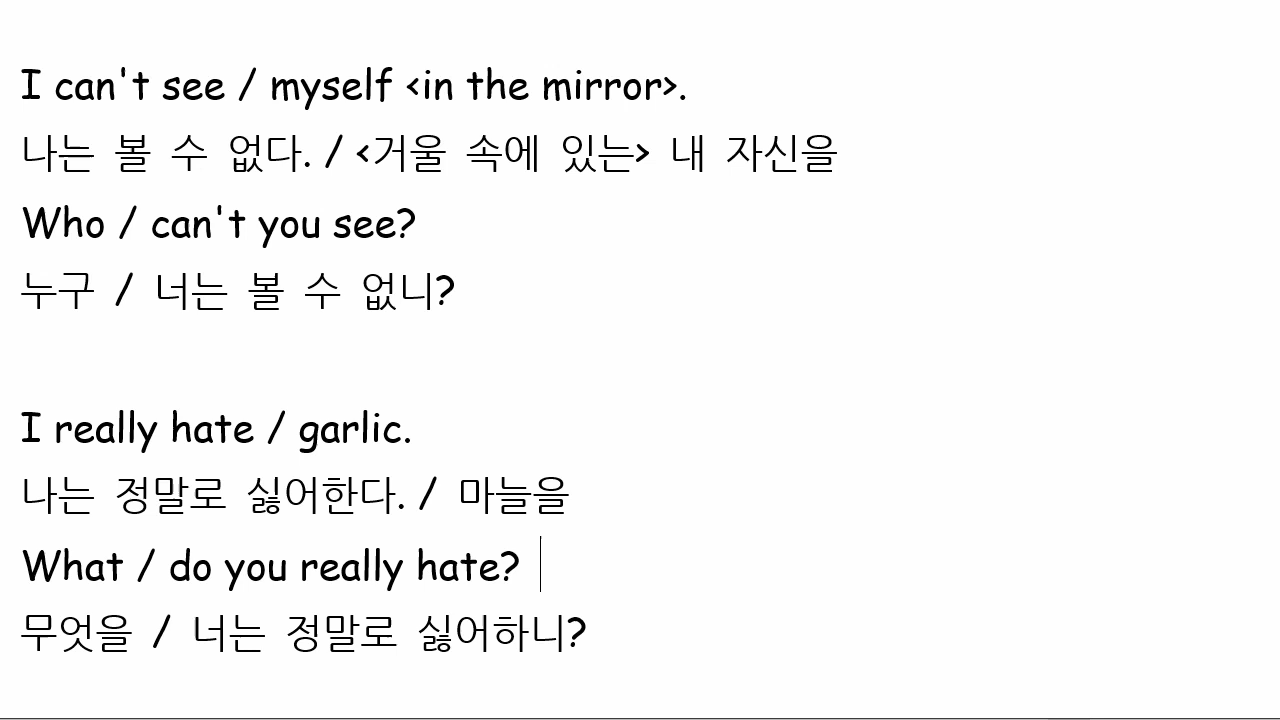 I can't see / myself <in the mirror>.
나는 볼 수 없다. / <거울 속에 있는> 내 자신을
Who / can't you see?
누구 / 너는 볼 수 없니?
I really hate / garlic.
나는 정말로 싫어한다. / 마늘을
What / do you really hate?
무엇을 / 너는 정말로 싫어하니?